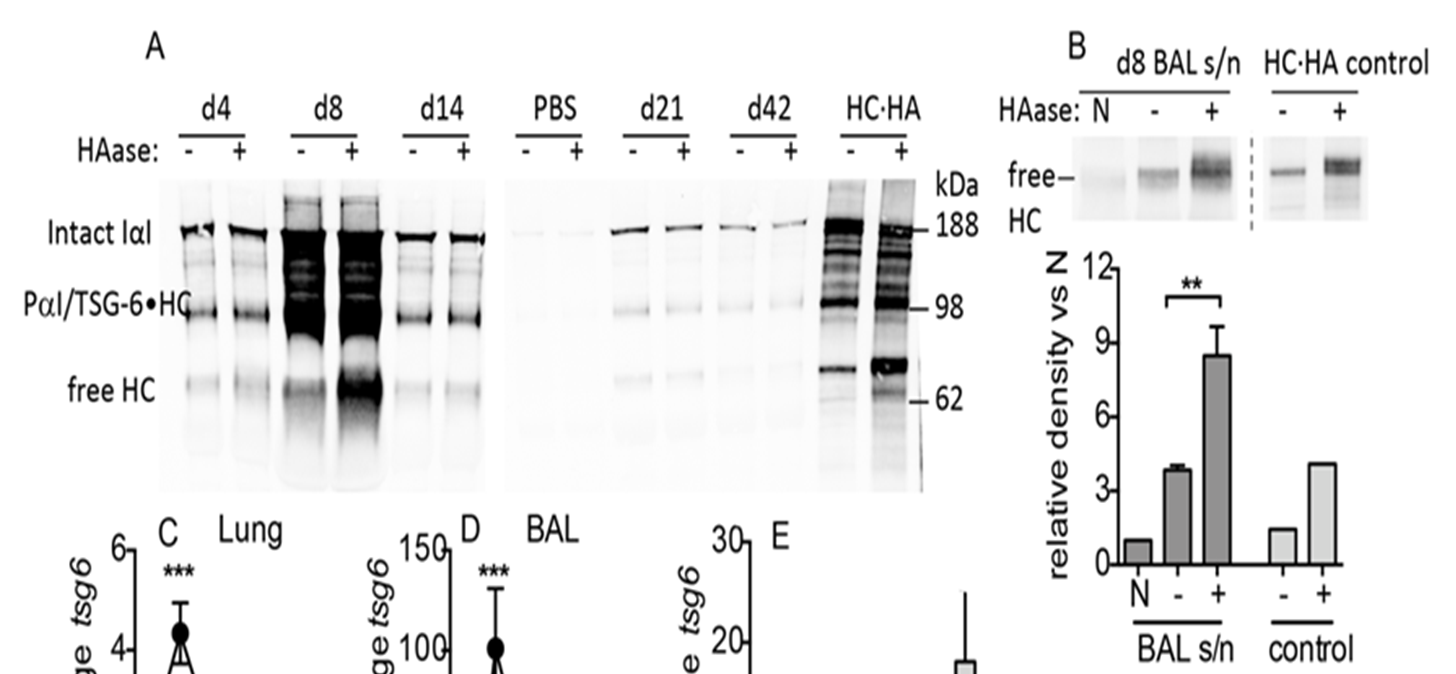 A
d4 d8 d14 PBS d21 d42 HC·HA
HAase: - + - + - + - + - + - + - +
kDa
Intact IαI
188
PαI/TSG-6•HC
98
free HC
62
B
d8 BAL s/n HC·HA control
HAase: N - + - +
free
HC
relative density vs N
12
9
6
3
0
**
N - + - +
BAL s/n control
C Lung
6
4
***
ge tsg6
D BAL
150
100
***
ge tsg6
E
30
20
e tsg6